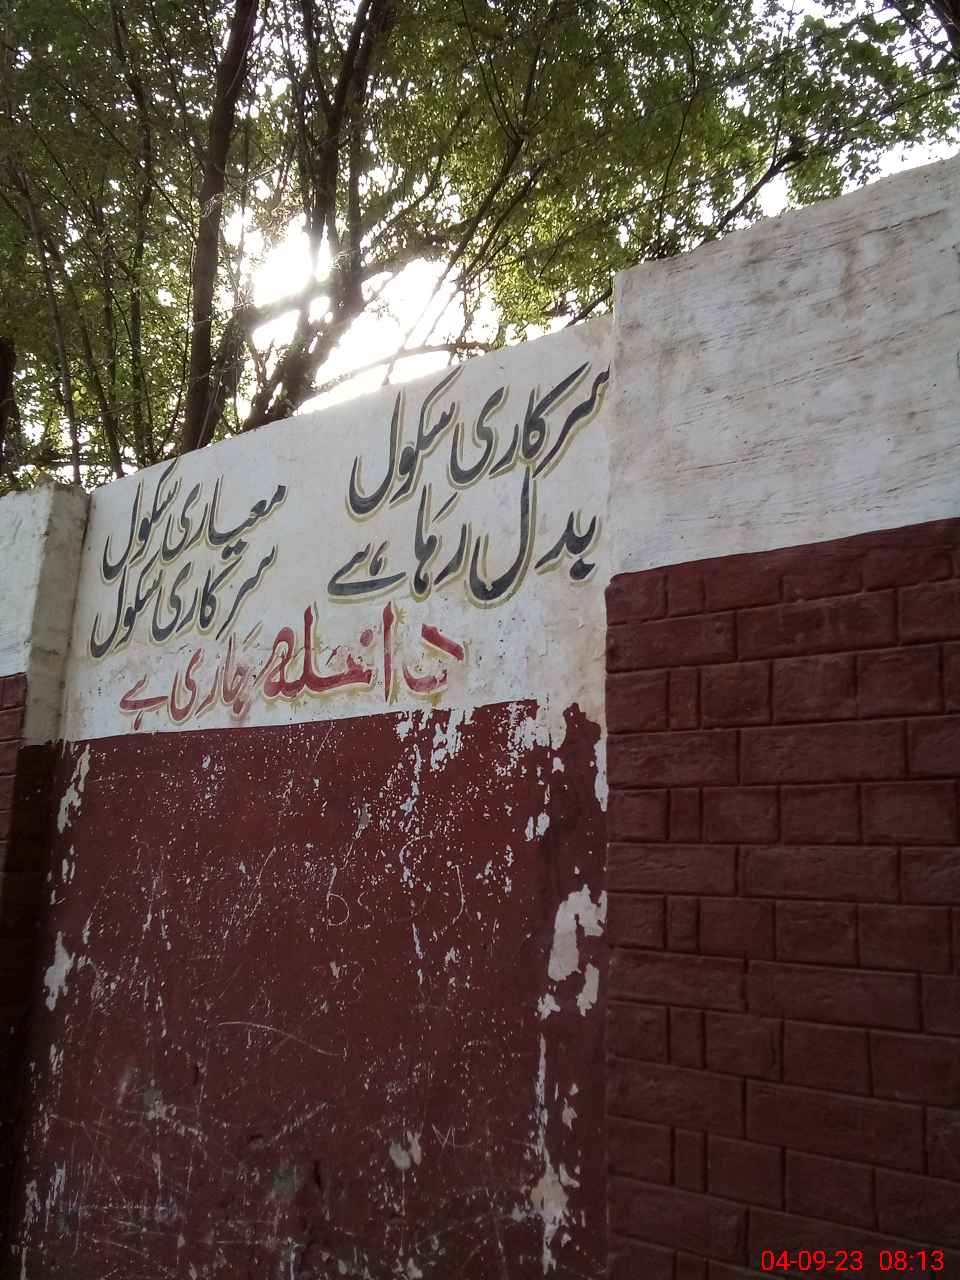 سرکاری سکول
بدل رہا ہے
معیاری سکول
سرکاری سکول
داخلہ جاری ہے
04-09-23 08:13